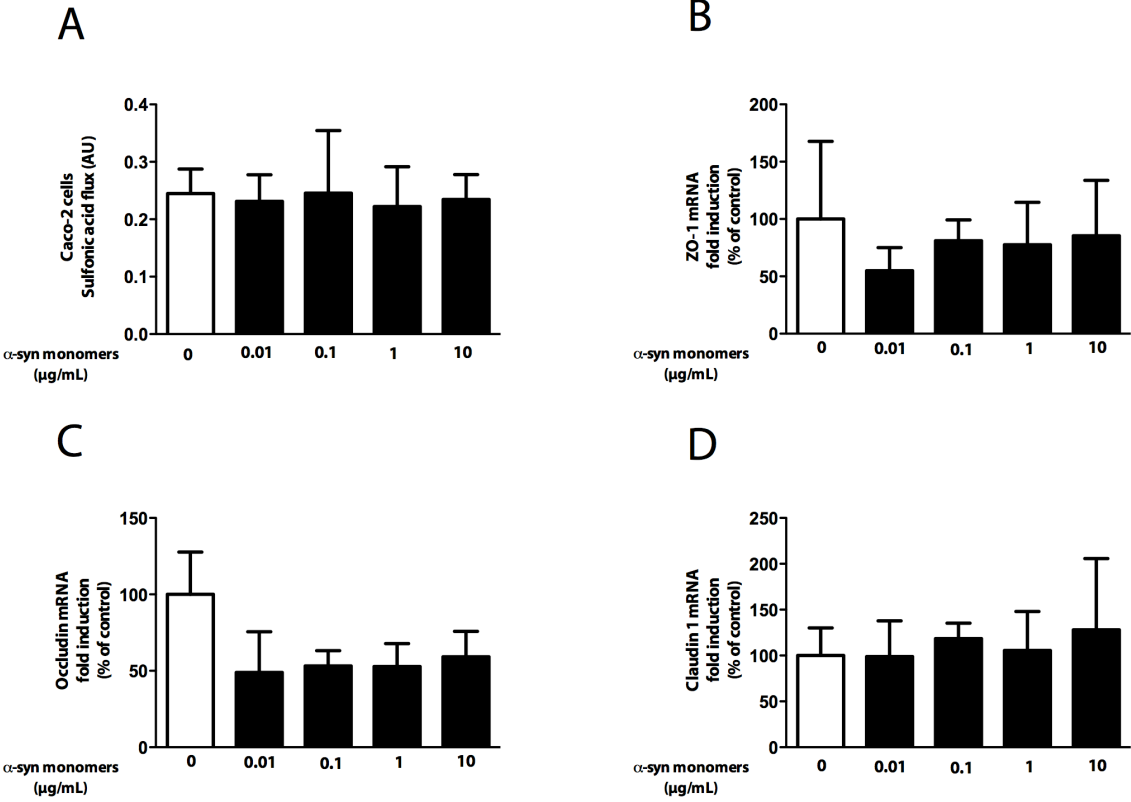 A
Caco-2 cells
Sulfonic acid flux (AU)
0.4
0.3
0.2
0.1
0.0
α-syn monomers
(µg/mL)
0 0.01 0.1 1 10
B
ZO-1 mRNA
fold induction
(% of control)
200
150
100
50
0
α-syn monomers
(µg/mL)
0 0.01 0.1 1 10
C
Occludin mRNA
fold induction
(% of control)
150
100
50
0
α-syn monomers
(µg/mL)
0 0.01 0.1 1 10
D
Claudin 1 mRNA
fold induction
(% of control)
250
200
150
100
50
0
α-syn monomers
(µg/mL)
0 0.01 0.1 1 10